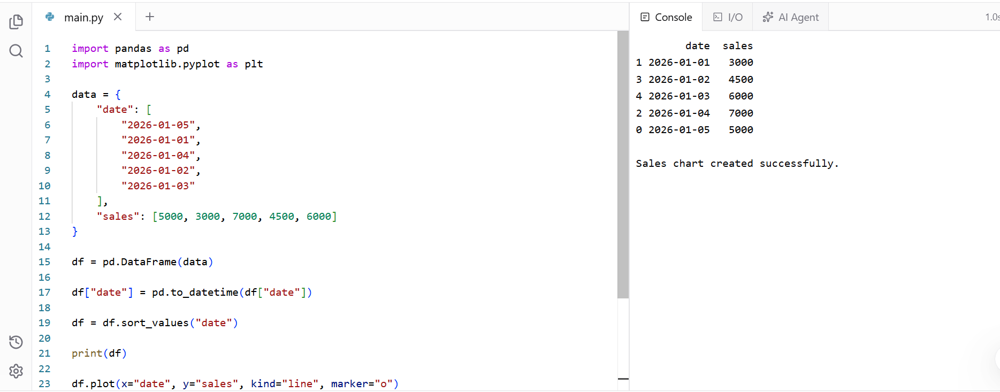 main.py
1 import pandas as pd
2 import matplotlib.pyplot as plt
3
4 data = {
5     "date": [
6         "2026-01-05",
7         "2026-01-01",
8         "2026-01-04",
9         "2026-01-02",
10         "2026-01-03"
11     ],
12     "sales": [5000, 3000, 7000, 4500, 6000]
13 }
14
15 df = pd.DataFrame(data)
16
17 df["date"] = pd.to_datetime(df["date"])
18
19 df = df.sort_values("date")
20
21 print(df)
22
23 df.plot(x="date", y="sales", kind="line", marker="o")
Console I/O AI Agent 1.0s
        date  sales
1 2026-01-01   3000
3 2026-01-02   4500
4 2026-01-03   6000
2 2026-01-04   7000
0 2026-01-05   5000

Sales chart created successfully.